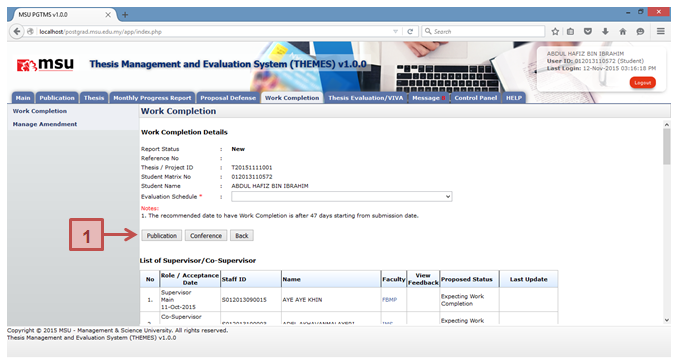 MSU PGTMS v1.0.0
localhost/postgrad.msu.edu.my/app/index.php
Search
msu
Thesis Management and Evaluation System (THEMES) v1.0.0
ABDUL HAFIZ BIN IBRAHIM
User ID: 012013110572 (Student)
Last Login: 12-Nov-2015 03:16:18 PM
Logout
Main Publication Thesis Monthly Progress Report Proposal Defense Work Completion Thesis Evaluation/VIVA Message Control Panel HELP
Work Completion
Manage Amendment
Work Completion
Work Completion Details
Report Status : New
Reference No :
Thesis / Project ID : T20151111001
Student Matrix No : 012013110572
Student Name : ABDUL HAFIZ BIN IBRAHIM
Evaluation Schedule * :
Notes:
1. The recommended date to have Work Completion is after 47 days starting from submission date.
1
Publication Conference Back
List of Supervisor/Co-Supervisor
No Role / Acceptance Date Staff ID Name Faculty View Feedback Proposed Status Last Update
1. Supervisor Main 11-Oct-2015 S012013090015 AYE AYE KHIN FBMP Expecting Work Completion
Co-Supervisor Expecting Work
Copyright © 2015 MSU - Management & Science University. All rights reserved.
Thesis Management and Evaluation System (THEMES) v1.0.0